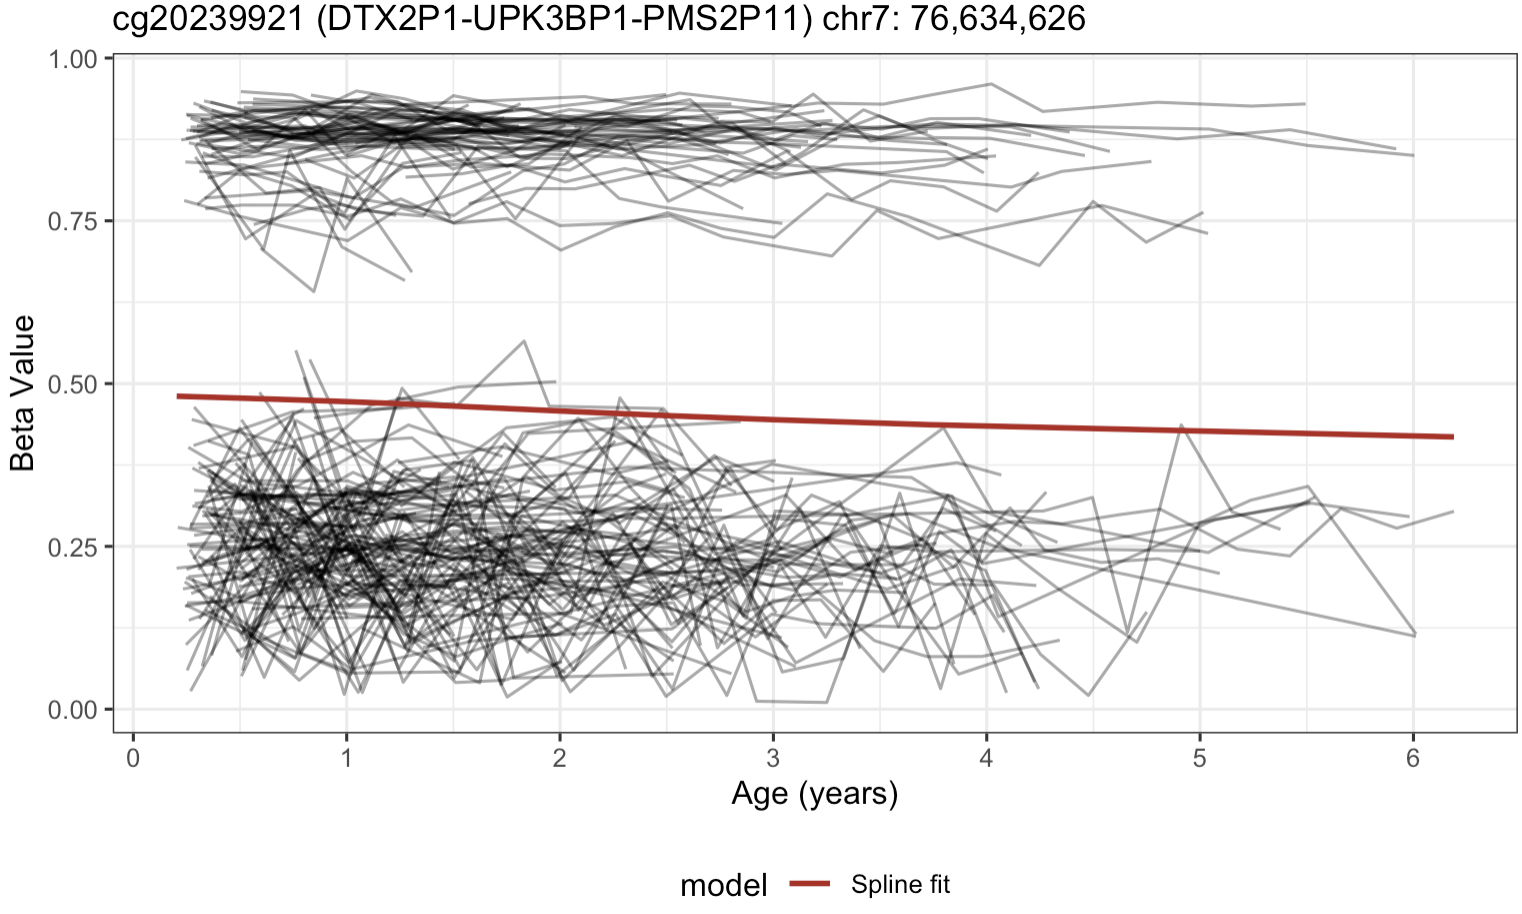 cg20239921 (DTX2P1-UPK3BP1-PMS2P11) chr7: 76,634,626
1.00
0.75
0.50
0.25
0.00
Beta Value
0 1 2 3 4 5 6
Age (years)
model Spline fit